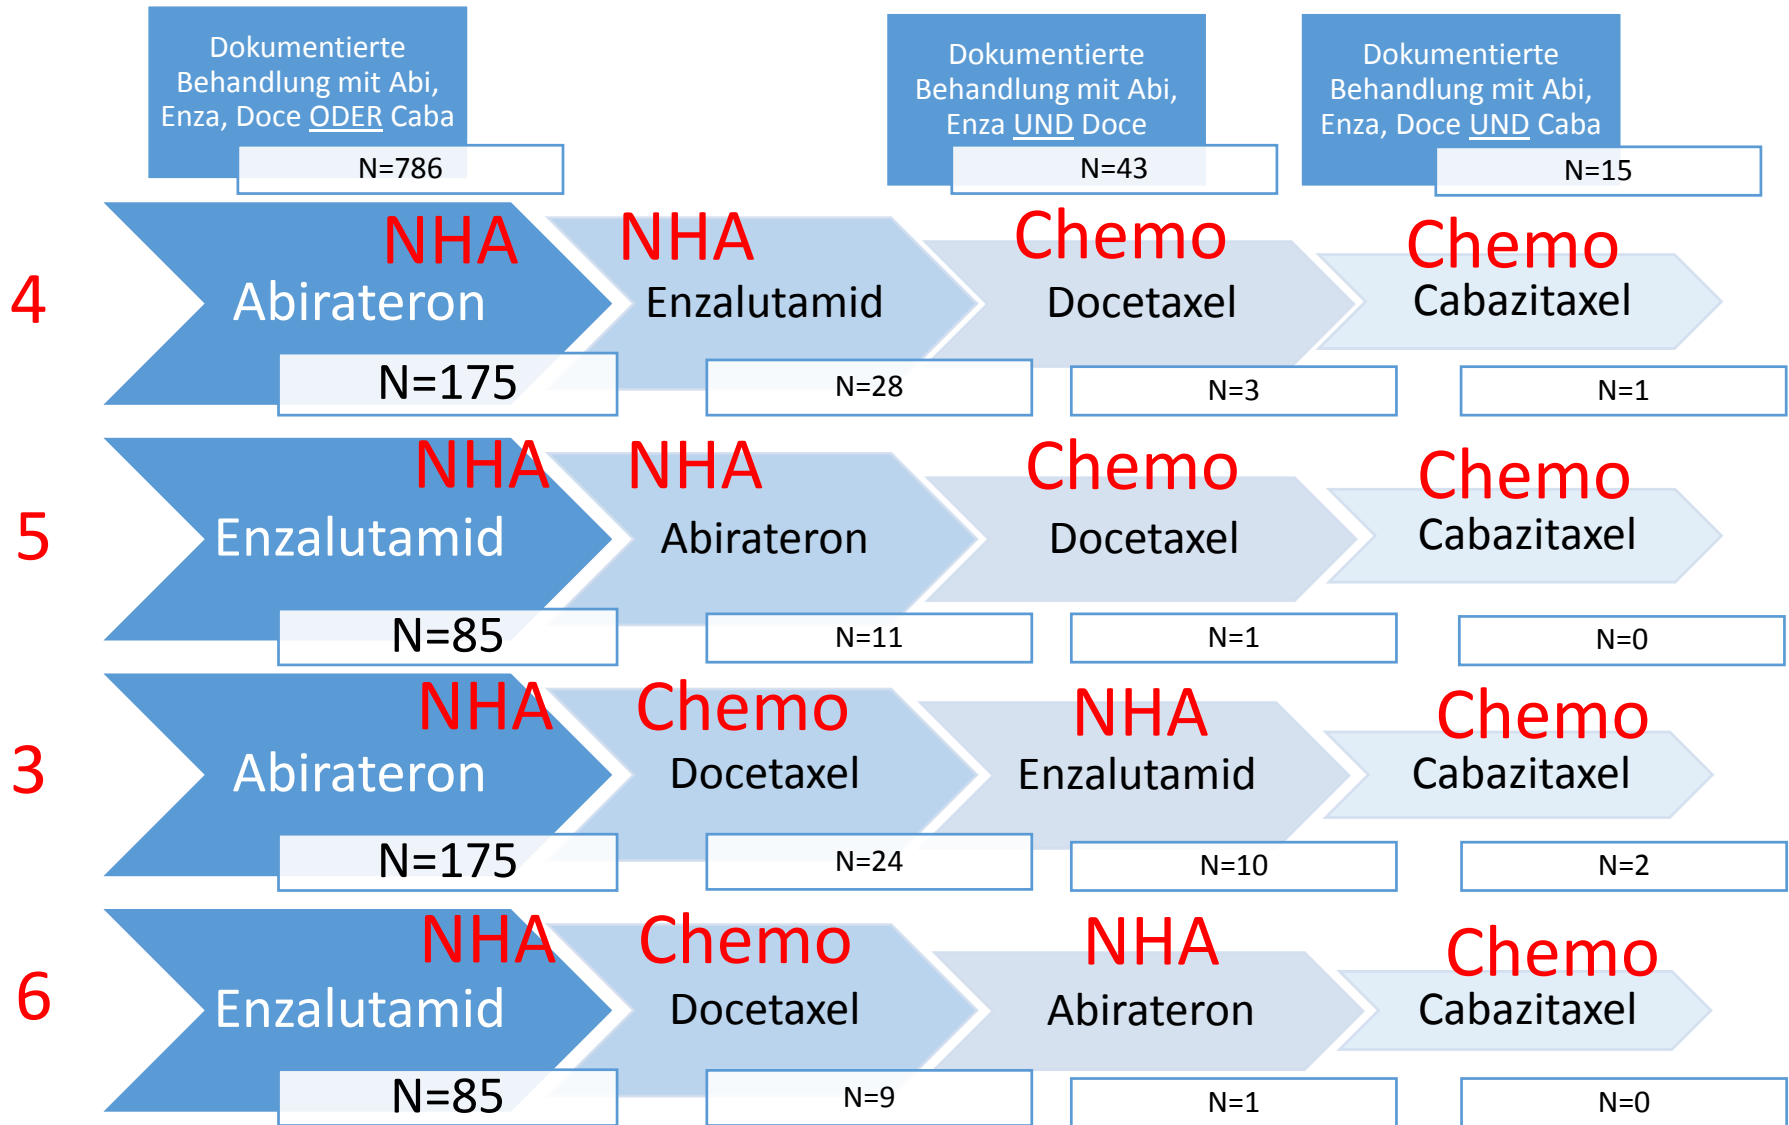 Dokumentierte
Behandlung mit Abi,
Enza, Doce ODER Caba
N=786
Dokumentierte
Behandlung mit Abi,
Enza UND Doce
N=43
Dokumentierte
Behandlung mit Abi,
Enza, Doce UND Caba
N=15
4
NHA
Abirateron
N=175
NHA
Enzalutamid
N=28
Chemo
Docetaxel
N=3
Chemo
Cabazitaxel
N=1
5
NHA
Enzalutamid
N=85
NHA
Abirateron
N=11
Chemo
Docetaxel
N=1
Chemo
Cabazitaxel
N=0
3
NHA
Abirateron
N=175
Chemo
Docetaxel
N=24
NHA
Enzalutamid
N=10
Chemo
Cabazitaxel
N=2
6
NHA
Enzalutamid
N=85
Chemo
Docetaxel
N=9
NHA
Abirateron
N=1
Chemo
Cabazitaxel
N=0